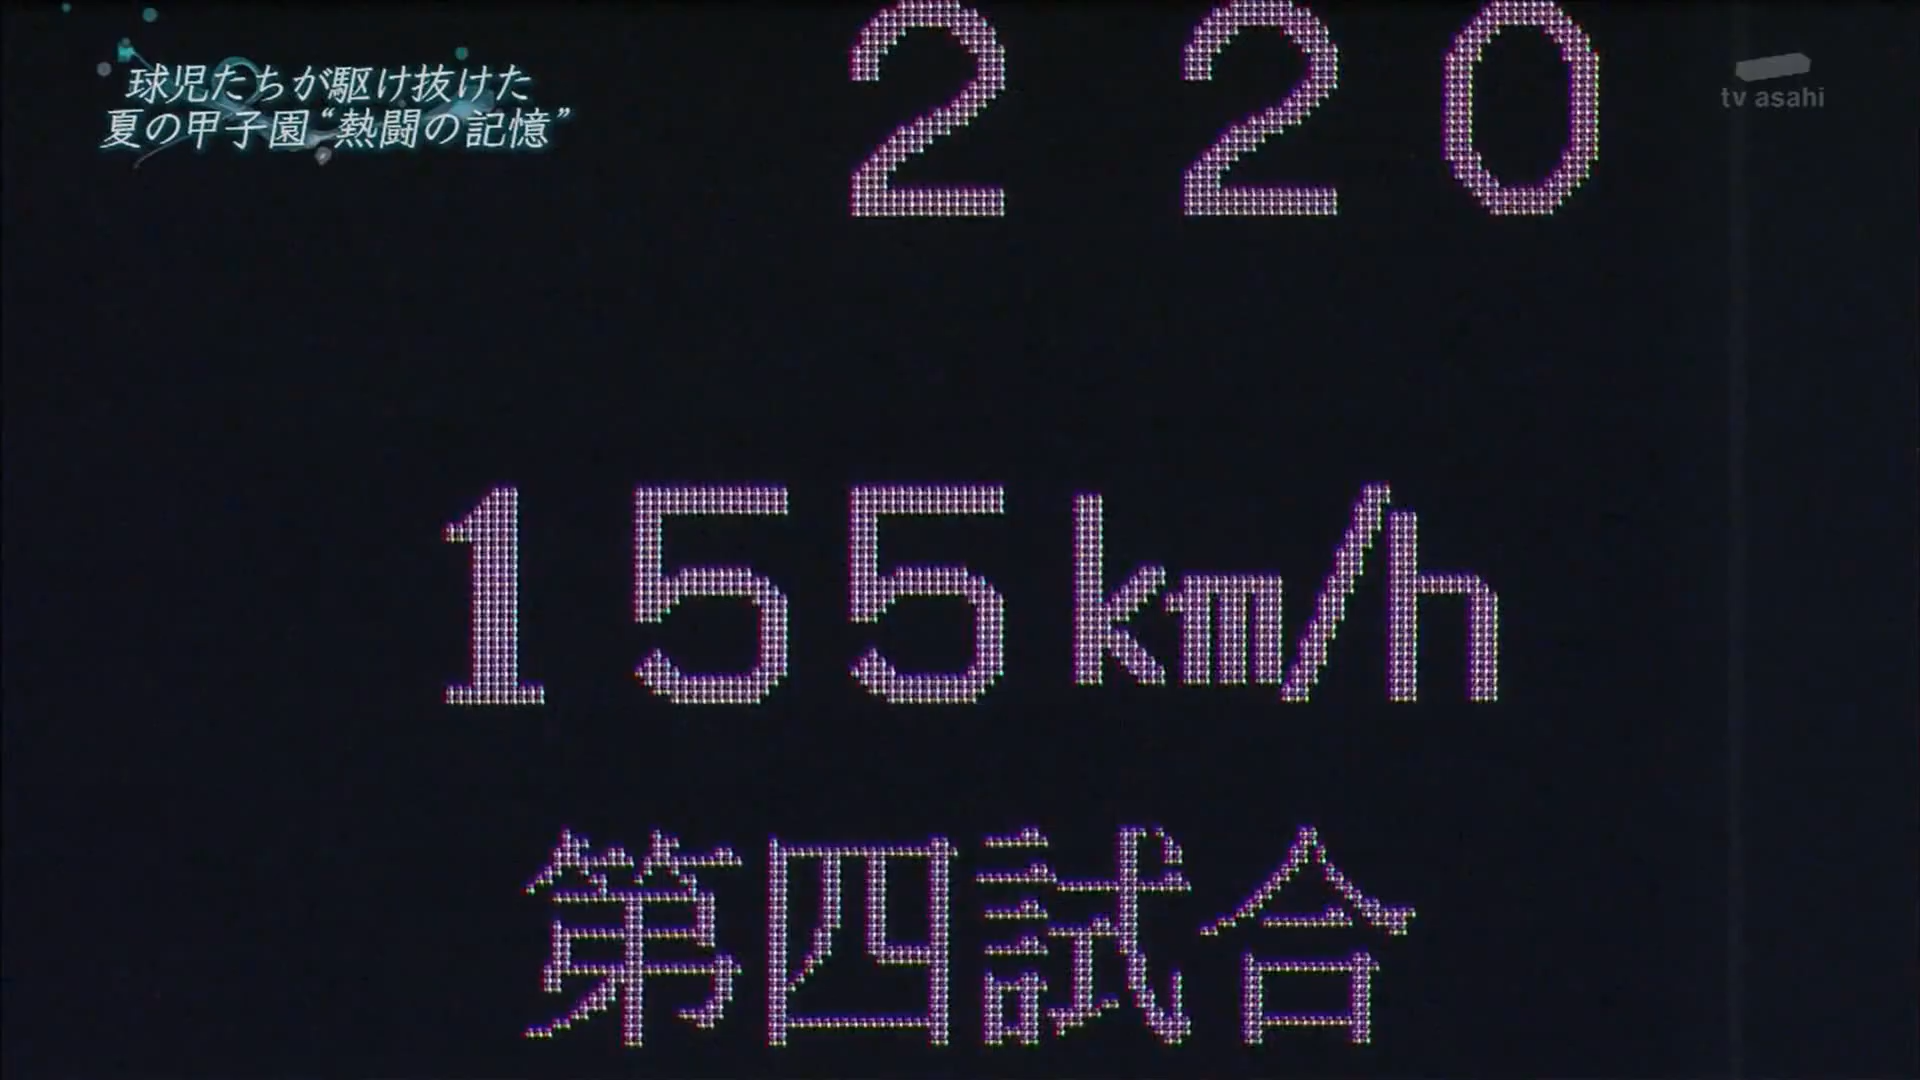 球児たちが駆け抜けた
夏の甲子園“熱闘の記憶”
tv asahi
2 2 0
155km/h
第四試合